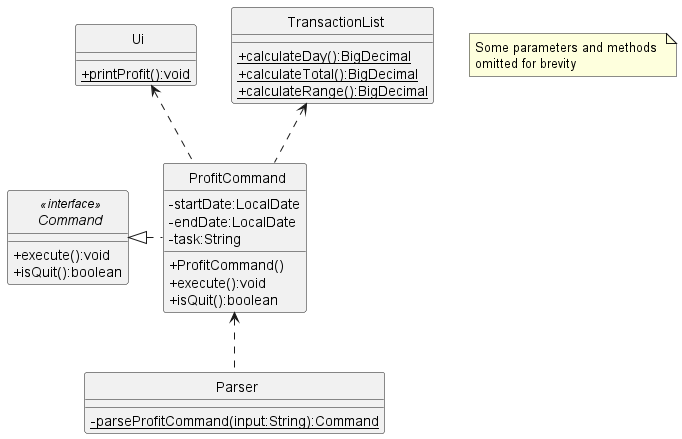 Ui
+printProfit():void
TransactionList
+calculateDay():BigDecimal
+calculateTotal():BigDecimal
+calculateRange():BigDecimal
Some parameters and methods
omitted for brevity
«interface»
Command
+execute():void
+isQuit():boolean
ProfitCommand
-startDate:LocalDate
-endDate:LocalDate
-task:String
+ProfitCommand()
+execute():void
+isQuit():boolean
Parser
-parseProfitCommand(input:String):Command